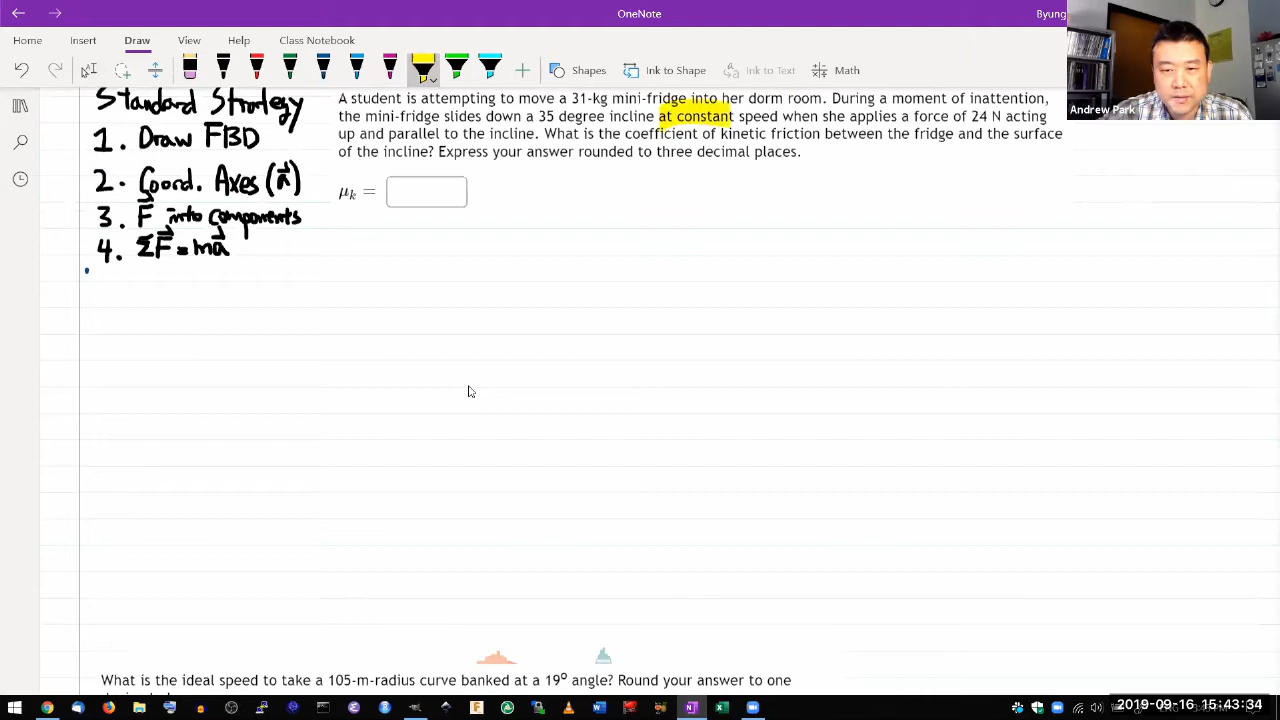 OneNote
Byung
Home Insert Draw View Help Class Notebook
Shapes Ink to Shape Ink to Text Math
Andrew Park
Standard Strategy
1. Draw FBD
2. Coord. Axes (a⃗)
3. F⃗ into components
4. ΣF⃗ = ma⃗
A student is attempting to move a 31-kg mini-fridge into her dorm room. During a moment of inattention,
the mini-fridge slides down a 35 degree incline at constant speed when she applies a force of 24 N acting
up and parallel to the incline. What is the coefficient of kinetic friction between the fridge and the surface
of the incline? Express your answer rounded to three decimal places.
μk =
What is the ideal speed to take a 105-m-radius curve banked at a 19° angle? Round your answer to one
2019-09-16 15:43:34